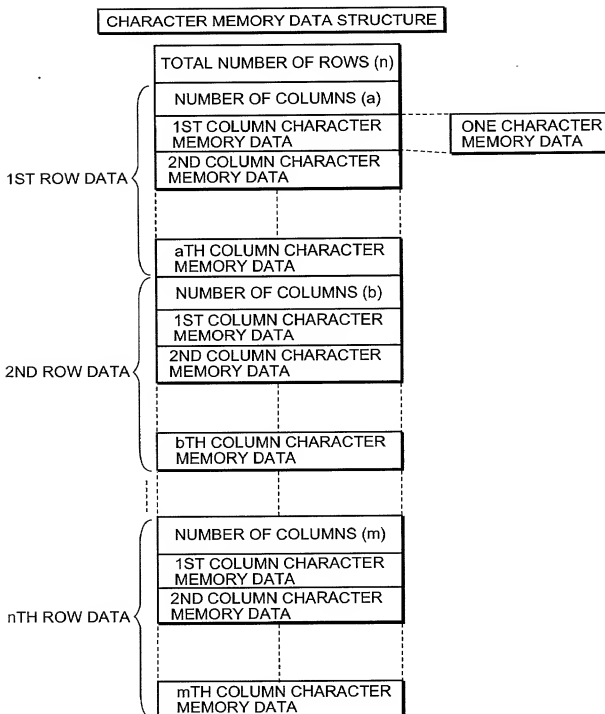 CHARACTER MEMORY DATA STRUCTURE
TOTAL NUMBER OF ROWS (n)
NUMBER OF COLUMNS (a)
1ST COLUMN CHARACTER
MEMORY DATA
ONE CHARACTER
MEMORY DATA
2ND COLUMN CHARACTER
MEMORY DATA
1ST ROW DATA
aTH COLUMN CHARACTER
MEMORY DATA
NUMBER OF COLUMNS (b)
1ST COLUMN CHARACTER
MEMORY DATA
2ND COLUMN CHARACTER
MEMORY DATA
2ND ROW DATA
bTH COLUMN CHARACTER
MEMORY DATA
NUMBER OF COLUMNS (m)
1ST COLUMN CHARACTER
MEMORY DATA
2ND COLUMN CHARACTER
MEMORY DATA
nTH ROW DATA
mTH COLUMN CHARACTER
MEMORY DATA